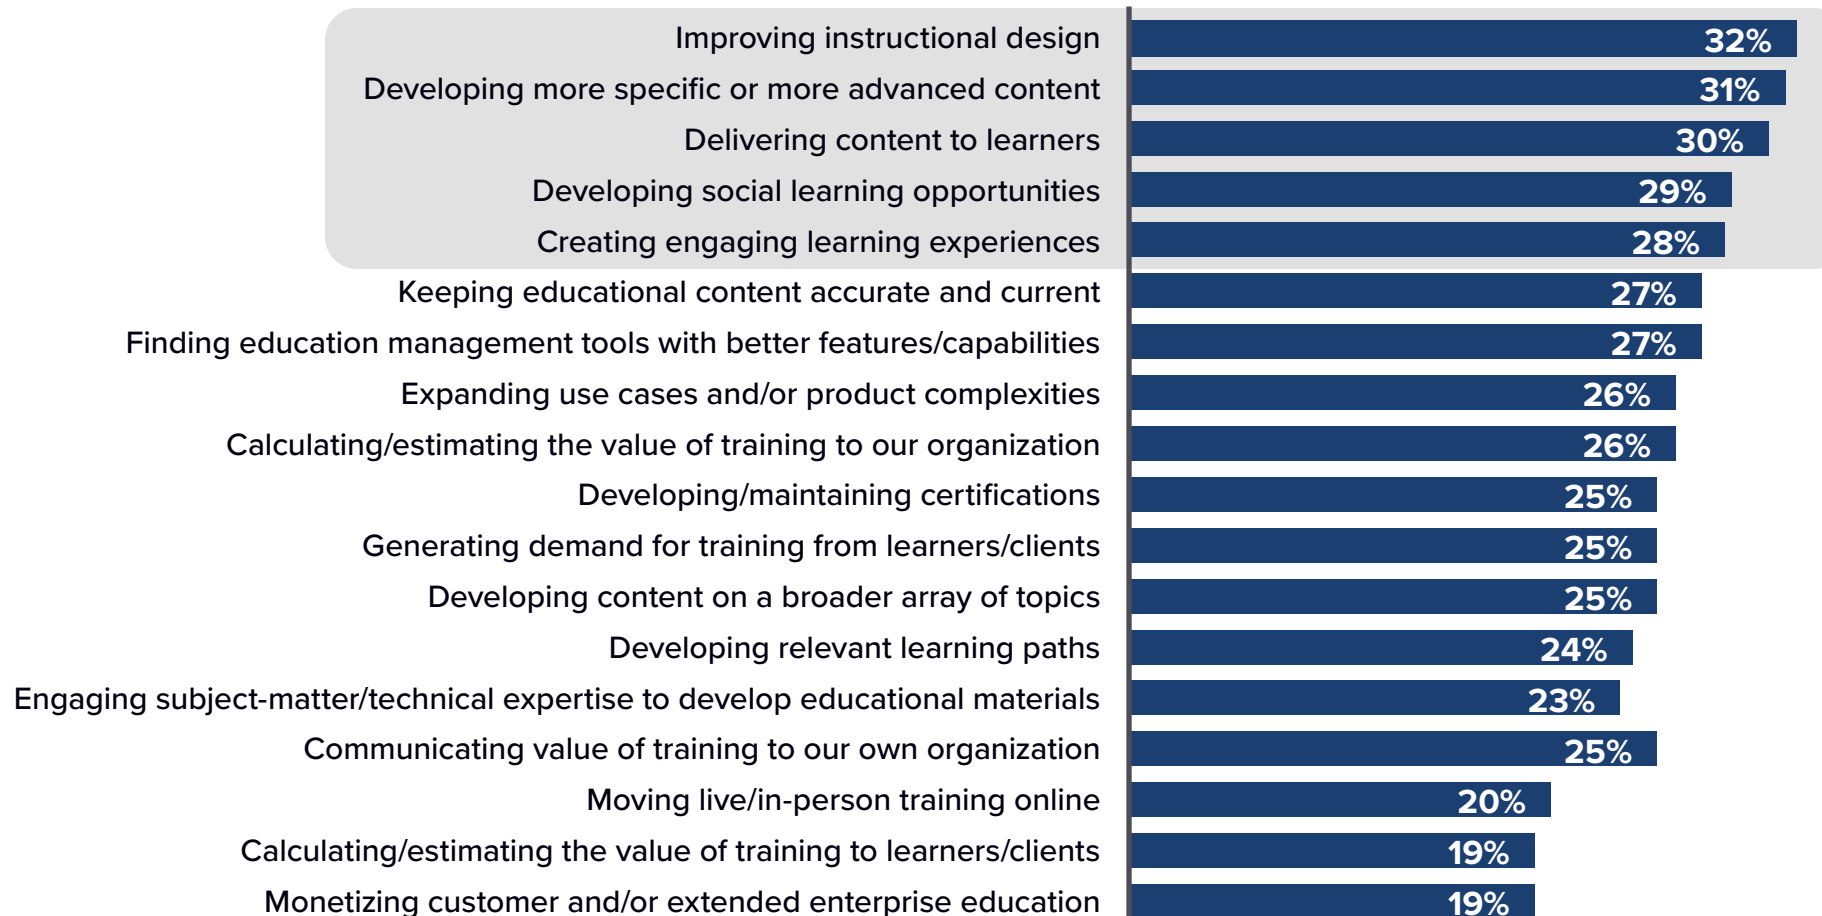 Improving instructional design 32%
Developing more specific or more advanced content 31%
Delivering content to learners 30%
Developing social learning opportunities 29%
Creating engaging learning experiences 28%
Keeping educational content accurate and current 27%
Finding education management tools with better features/capabilities 27%
Expanding use cases and/or product complexities 26%
Calculating/estimating the value of training to our organization 26%
Developing/maintaining certifications 25%
Generating demand for training from learners/clients 25%
Developing content on a broader array of topics 25%
Developing relevant learning paths 24%
Engaging subject-matter/technical expertise to develop educational materials 23%
Communicating value of training to our own organization 25%
Moving live/in-person training online 20%
Calculating/estimating the value of training to learners/clients 19%
Monetizing customer and/or extended enterprise education 19%